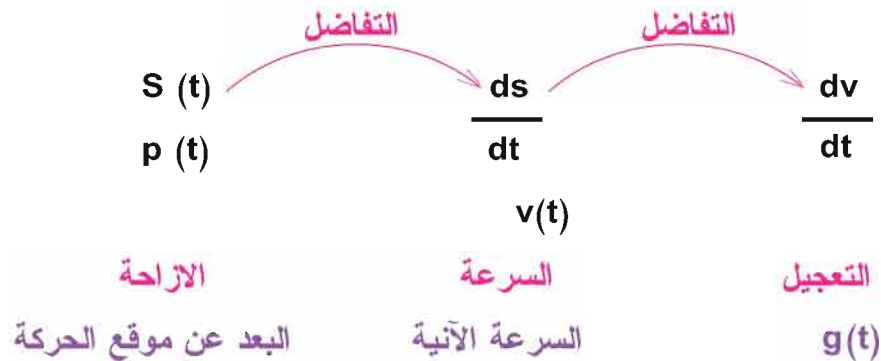 التفاضل التفاضل
S (t) ds dv
p (t) dt dt
v(t)
الازاحة السرعة التعجيل
البعد عن موقع الحركة السرعة الآنية g(t)